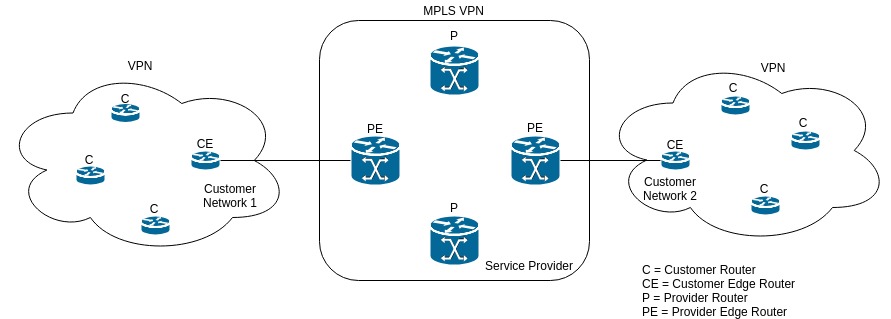 MPLS VPN
VPN
C
C
CE
Customer
Network 1
C
P
PE
PE
P
Service Provider
VPN
C
C
CE
Customer
Network 2
C
C = Customer Router
CE = Customer Edge Router
P = Provider Router
PE = Provider Edge Router